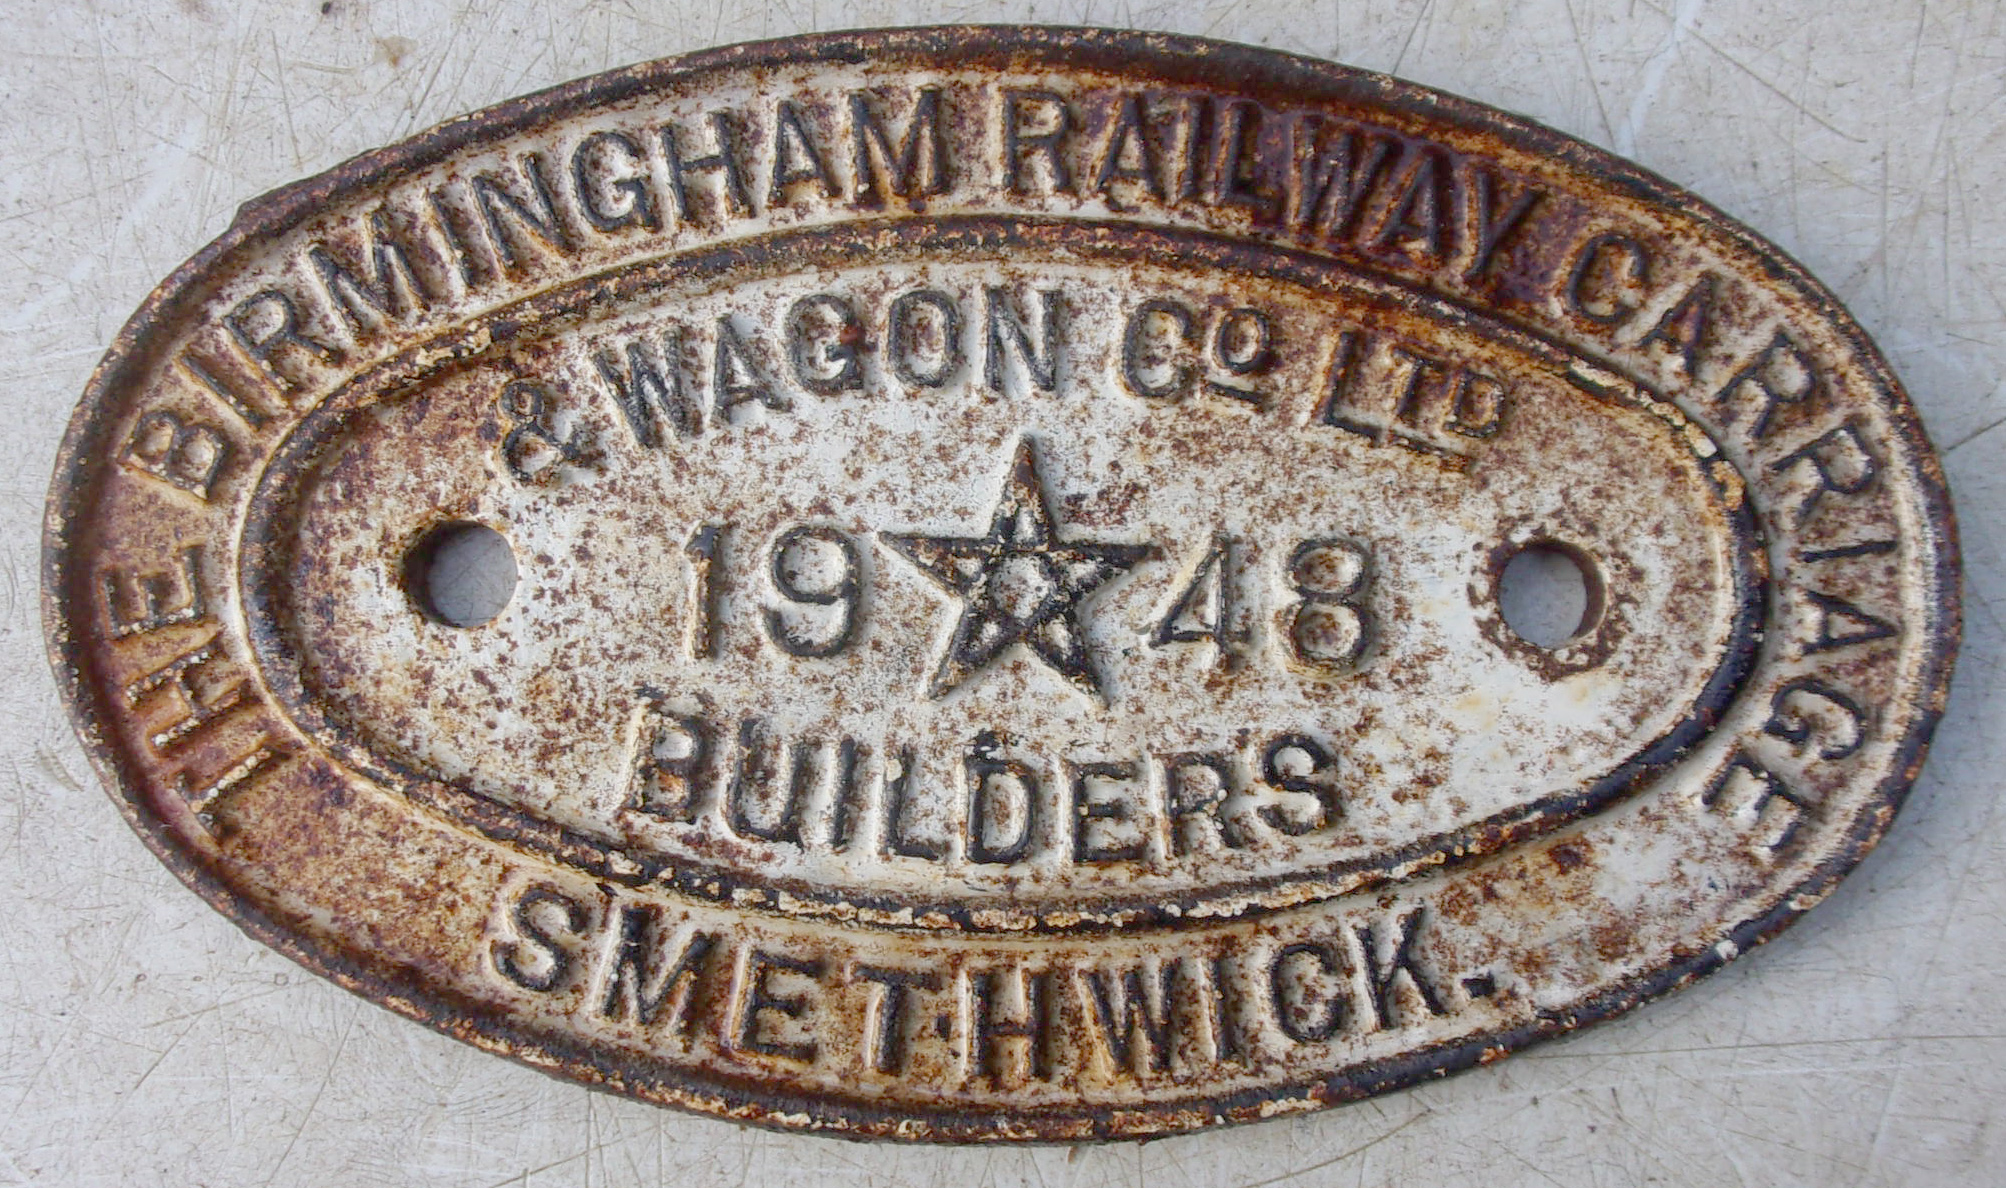 THE BIRMINGHAM RAILWAY CARRIAGE
& WAGON CO LTD
19 48
BUILDERS
SMETHWICK.